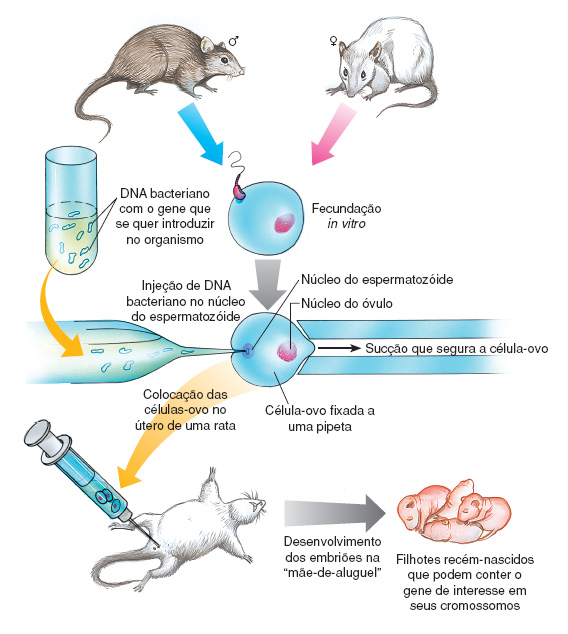 ♂
♀
DNA bacteriano
com o gene que
se quer introduzir
no organismo
Fecundação
in vitro
Injeção de DNA
bacteriano no núcleo
do espermatozóide
Núcleo do espermatozóide
Núcleo do óvulo
Sucção que segura a célula-ovo
Colocação das
células-ovo no
útero de uma rata
Célula-ovo fixada a
uma pipeta
Desenvolvimento
dos embriões na
“mãe-de-aluguel”
Filhotes recém-nascidos
que podem conter o
gene de interesse em
seus cromossomos